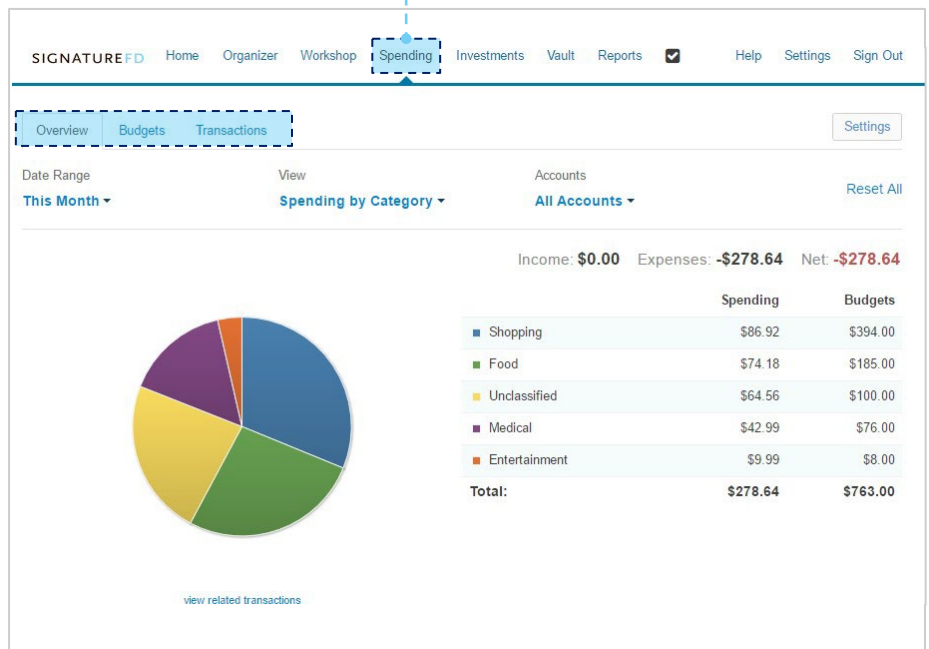 SIGNATUREFD Home Organizer Workshop Spending Investments Vault Reports Help Settings Sign Out
Overview Budgets Transactions Settings
Date Range View Accounts
This Month Spending by Category All Accounts Reset All
Income: $0.00 Expenses: -$278.64 Net: -$278.64
Spending Budgets
Shopping $86.92 $394.00
Food $74.18 $185.00
Unclassified $64.56 $100.00
Medical $42.99 $76.00
Entertainment $9.99 $8.00
Total: $278.64 $763.00
view related transactions